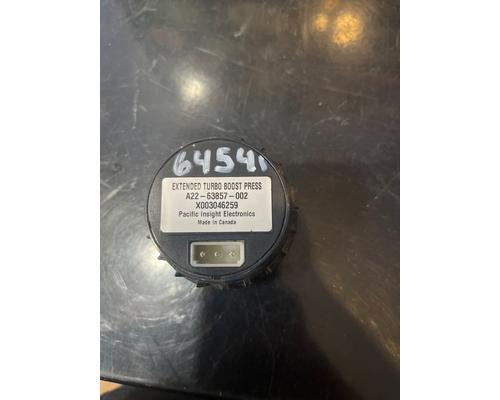 64541
EXTENDED TURBO BOOST PRESS
A22-63857-002
X003046259
Pacific Insight Electronics
Made in Canada